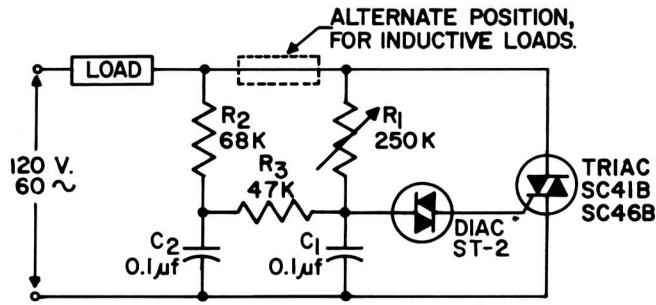 ALTERNATE POSITION,
FOR INDUCTIVE LOADS.
LOAD
R2
68K
R1
250K
R3
47K
120 V.
60 ~
TRIAC
SC41B
SC46B
DIAC
ST-2
C2
0.1μf
C1
0.1μf